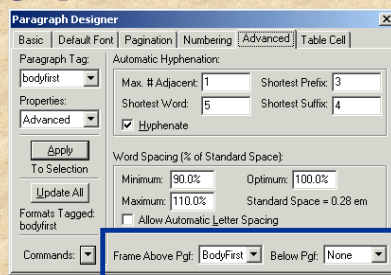 Paragraph Designer
Basic Default Font Pagination Numbering Advanced Table Cell
Paragraph Tag:
bodyfirst
Properties:
Advanced
Apply
To Selection
Update All
Formats Tagged:
bodyfirst
Commands:
Automatic Hyphenation:
Max. # Adjacent: 1 Shortest Prefix: 3
Shortest Word: 5 Shortest Suffix: 4
Hyphenate
Word Spacing (% of Standard Space):
Minimum: 90.0% Optimum: 100.0%
Maximum: 110.0% Standard Space = 0.28 em
Allow Automatic Letter Spacing
Frame Above Pgf: BodyFirst Below Pgf: None